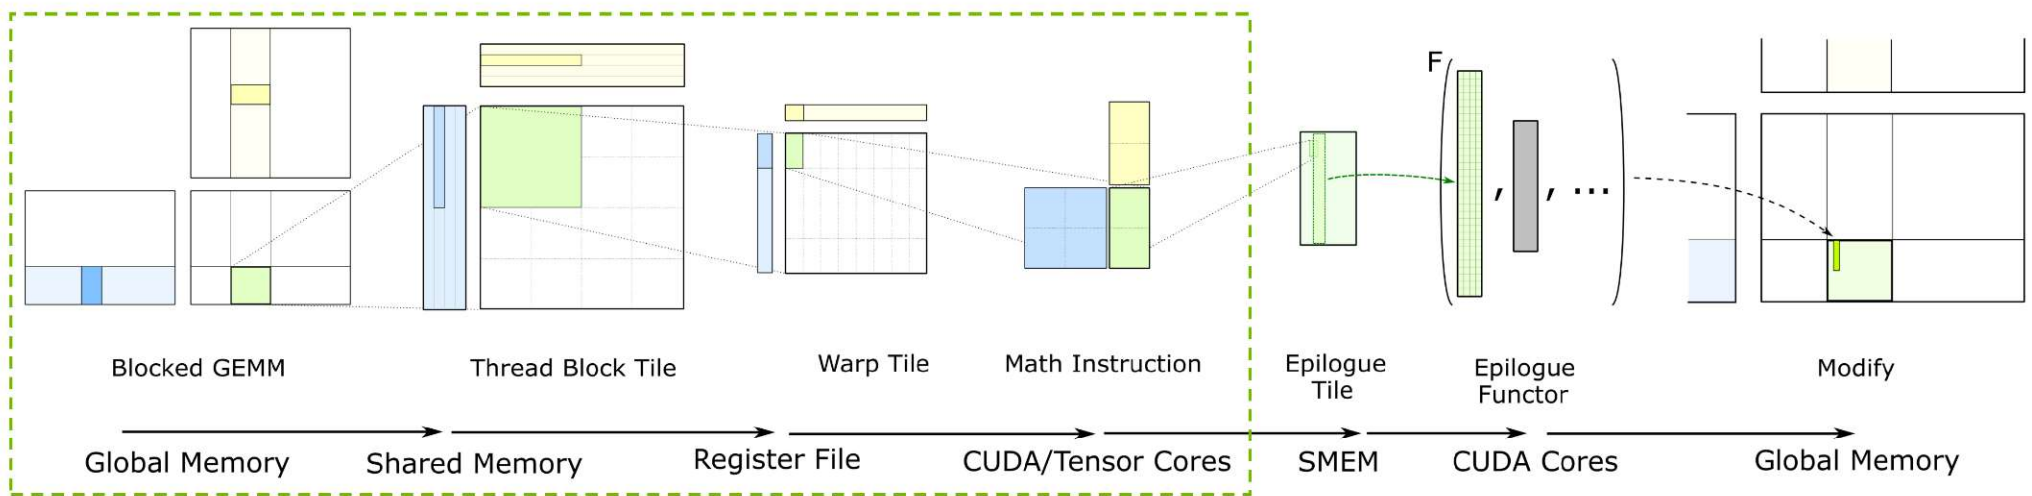 F
, , ...
Blocked GEMM
Thread Block Tile
Warp Tile
Math Instruction
Epilogue
Tile
Epilogue
Functor
Modify
Global Memory
Shared Memory
Register File
CUDA/Tensor Cores
SMEM
CUDA Cores
Global Memory